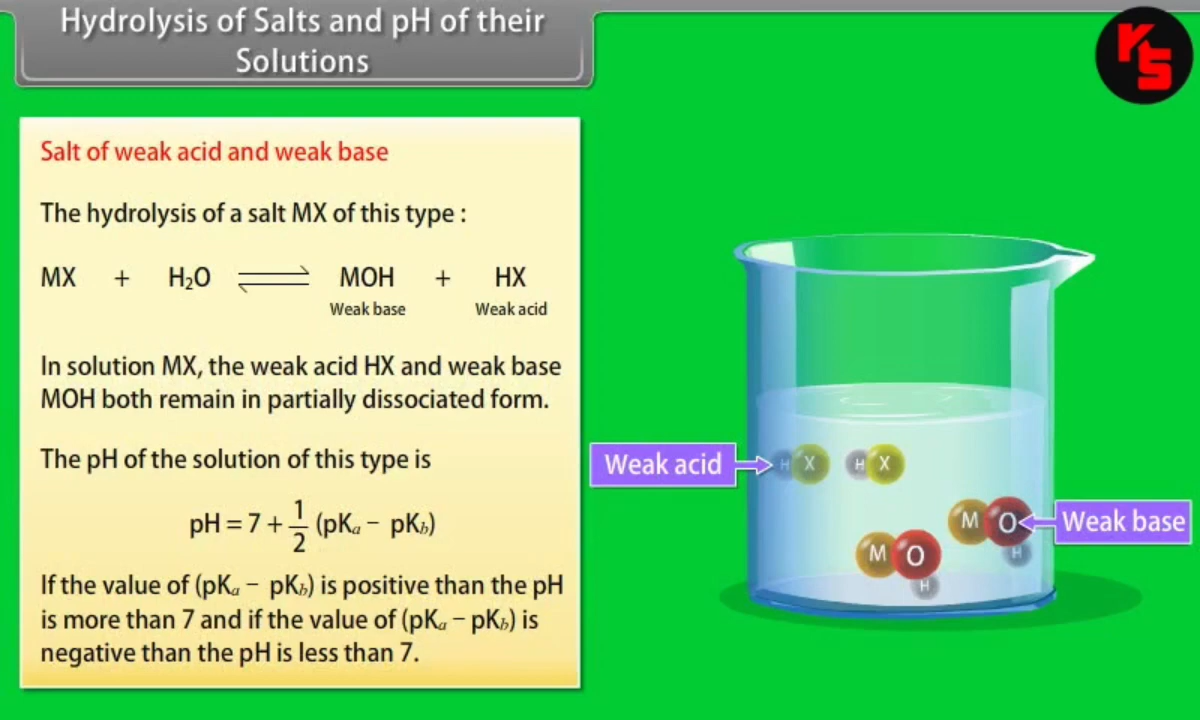 Hydrolysis of Salts and pH of their
Solutions
YS
Salt of weak acid and weak base
The hydrolysis of a salt MX of this type :
MX + H₂O ⇌ MOH + HX
Weak base Weak acid
In solution MX, the weak acid HX and weak base
MOH both remain in partially dissociated form.
The pH of the solution of this type is
pH = 7 + 1/2 (pKₐ − pK_b)
If the value of (pKₐ − pK_b) is positive than the pH
is more than 7 and if the value of (pKₐ − pK_b) is
negative than the pH is less than 7.
Weak acid
H X H X
M O H
Weak base
M O H